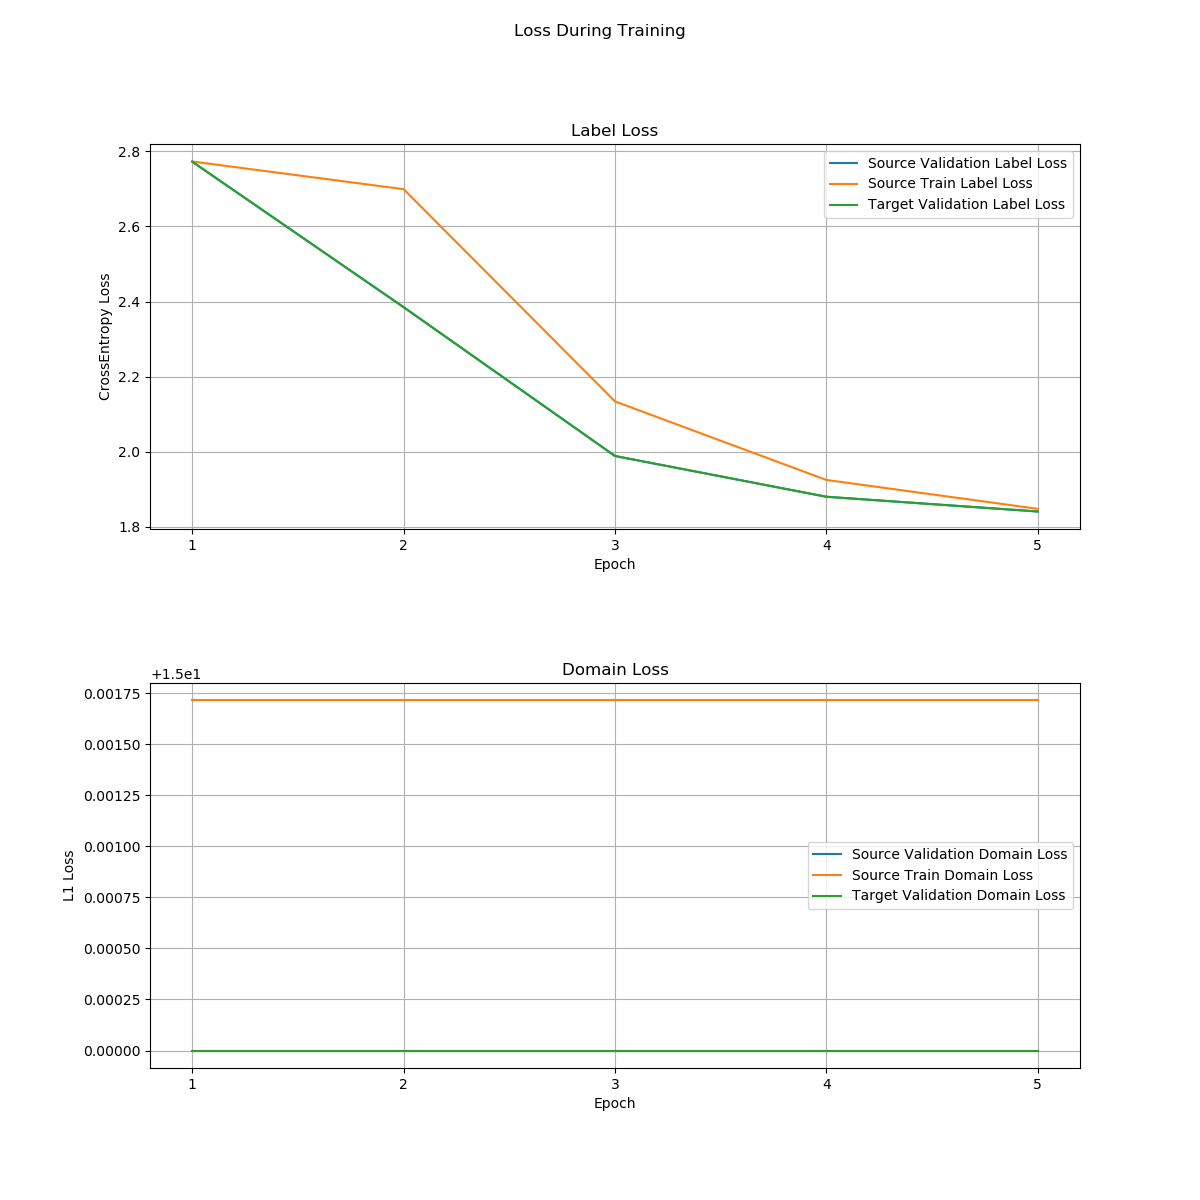 Loss During Training
Label Loss
2.8
2.6
2.4
2.2
2.0
1.8
CrossEntropy Loss
Source Validation Label Loss
Source Train Label Loss
Target Validation Label Loss
1 2 3 4 5
Epoch
Domain Loss
+1.5e1
0.00175
0.00150
0.00125
0.00100
0.00075
0.00050
0.00025
0.00000
L1 Loss
Source Validation Domain Loss
Source Train Domain Loss
Target Validation Domain Loss
1 2 3 4 5
Epoch